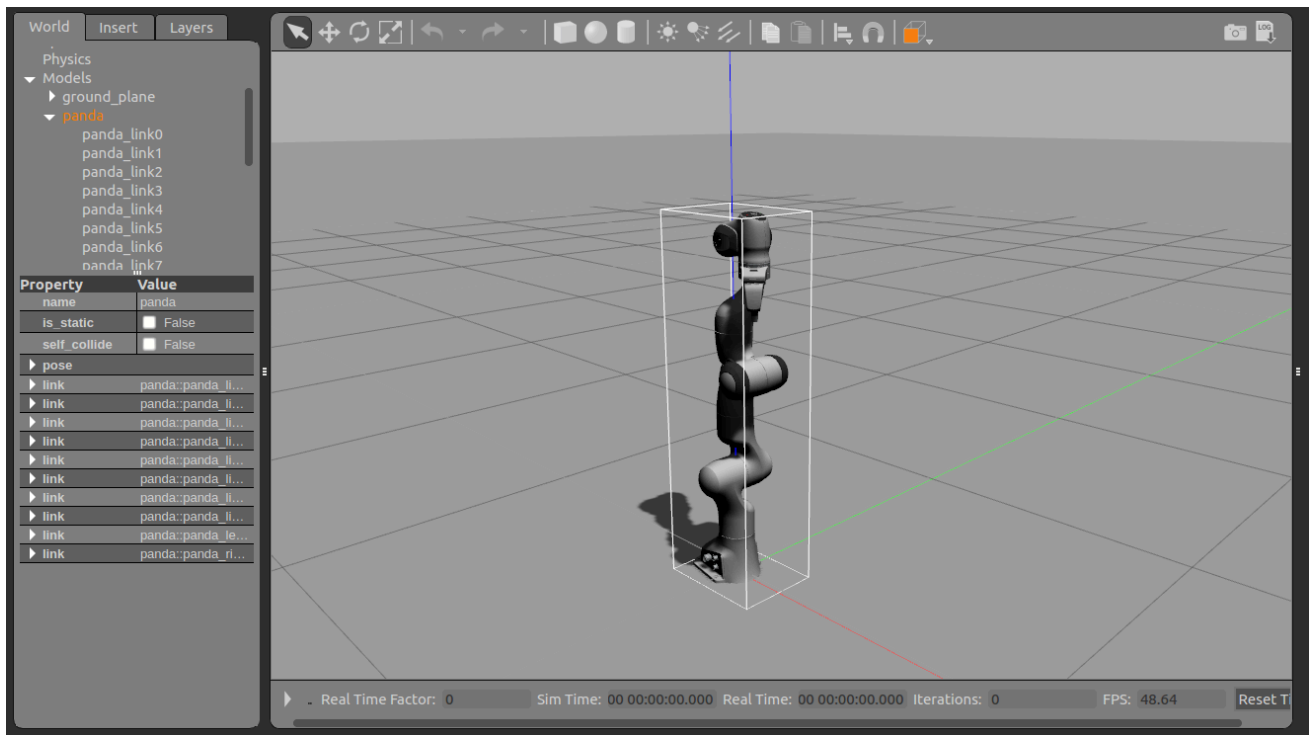 World Insert Layers
Physics
Models
ground_plane
panda
panda_link0
panda_link1
panda_link2
panda_link3
panda_link4
panda_link5
panda_link6
panda_link7
Property Value
name panda
is_static False
self_collide False
pose
link panda::panda_li...
link panda::panda_li...
link panda::panda_li...
link panda::panda_li...
link panda::panda_li...
link panda::panda_li...
link panda::panda_li...
link panda::panda_li...
link panda::panda_le...
link panda::panda_ri...
LOG
Real Time Factor: 0 Sim Time: 00 00:00:00.000 Real Time: 00 00:00:00.000 Iterations: 0 FPS: 48.64 Reset T